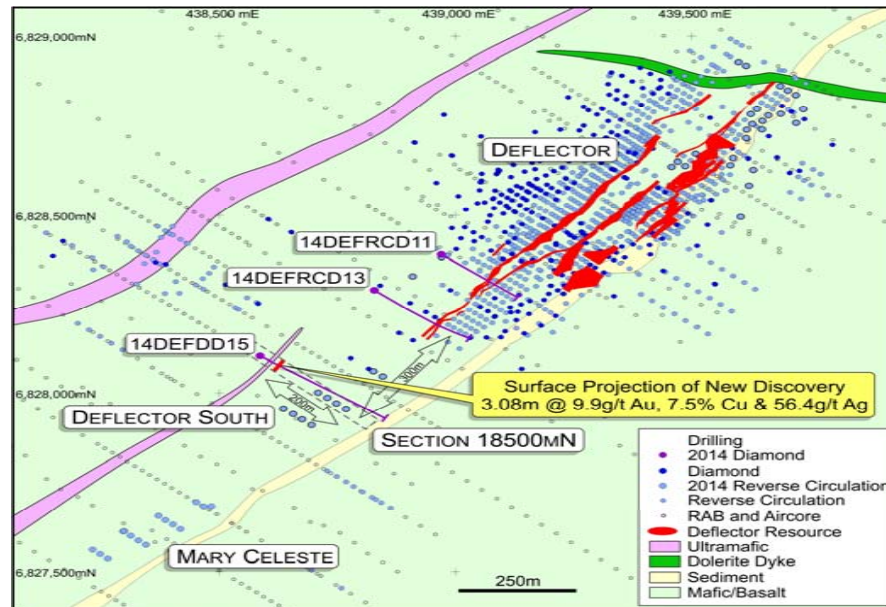 438,500 mE
439,000 mE
439,500 mE
6,829,000mN
DEFLECTOR
6,828,500mN
14DEFRCD11
14DEFRCD13
14DEFDD15
300m
6,828,000mN
200m
Surface Projection of New Discovery
3.08m @ 9.9g/t Au, 7.5% Cu & 56.4g/t Ag
DEFLECTOR SOUTH
SECTION 18500MN
MARY CELESTE
6,827,500mN
250m
Drilling
2014 Diamond
Diamond
2014 Reverse Circulation
Reverse Circulation
RAB and Aircore
Deflector Resource
Ultramafic
Dolerite Dyke
Sediment
Mafic/Basalt